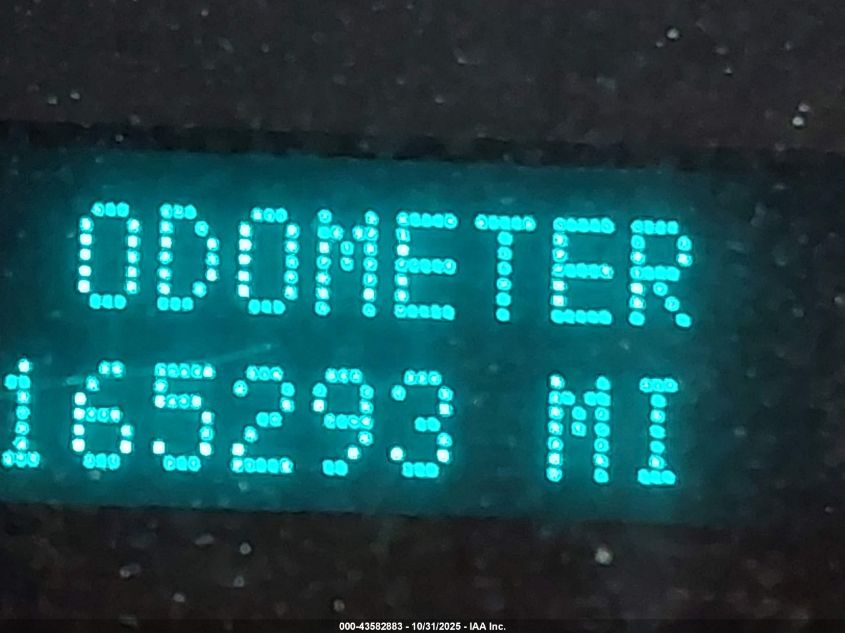 ODOMETER
165293 MI
000-43582883 - 10/31/2025 - IAA Inc.